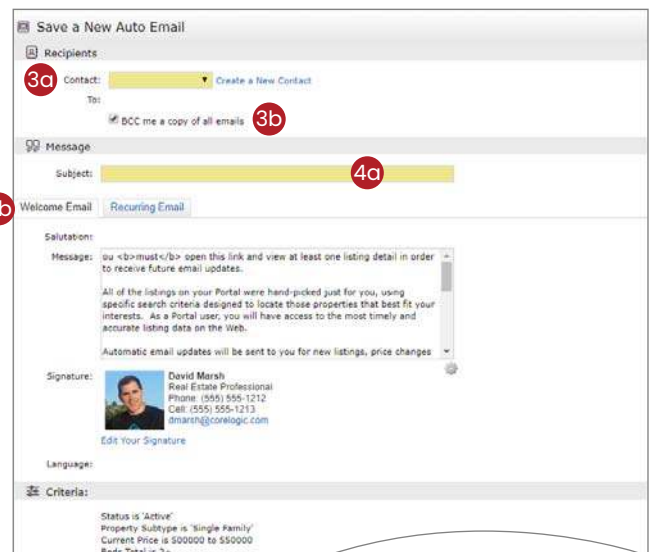 Save a New Auto Email
Recipients
3a Contact: Create a New Contact
To:
BCC me a copy of all emails 3b
Message
Subject: 4a
b Welcome Email Recurring Email
Salutation:
Message: ou <b>must</b> open this link and view at least one listing detail in order
to receive future email updates.
All of the listings on your Portal were hand-picked just for you, using
specific search criteria designed to locate those properties that best fit your
interests. As a Portal user, you will have access to the most timely and
accurate listing data on the Web.
Automatic email updates will be sent to you for new listings, price changes
Signature: David Marsh
Real Estate Professional
Phone: (555) 555-1212
Cell: (555) 555-1213
dmarsh@corelogic.com
Edit Your Signature
Language:
Criteria:
Status is 'Active'
Property Subtype is 'Single Family'
Current Price is 500000 to 550000
Beds Total is